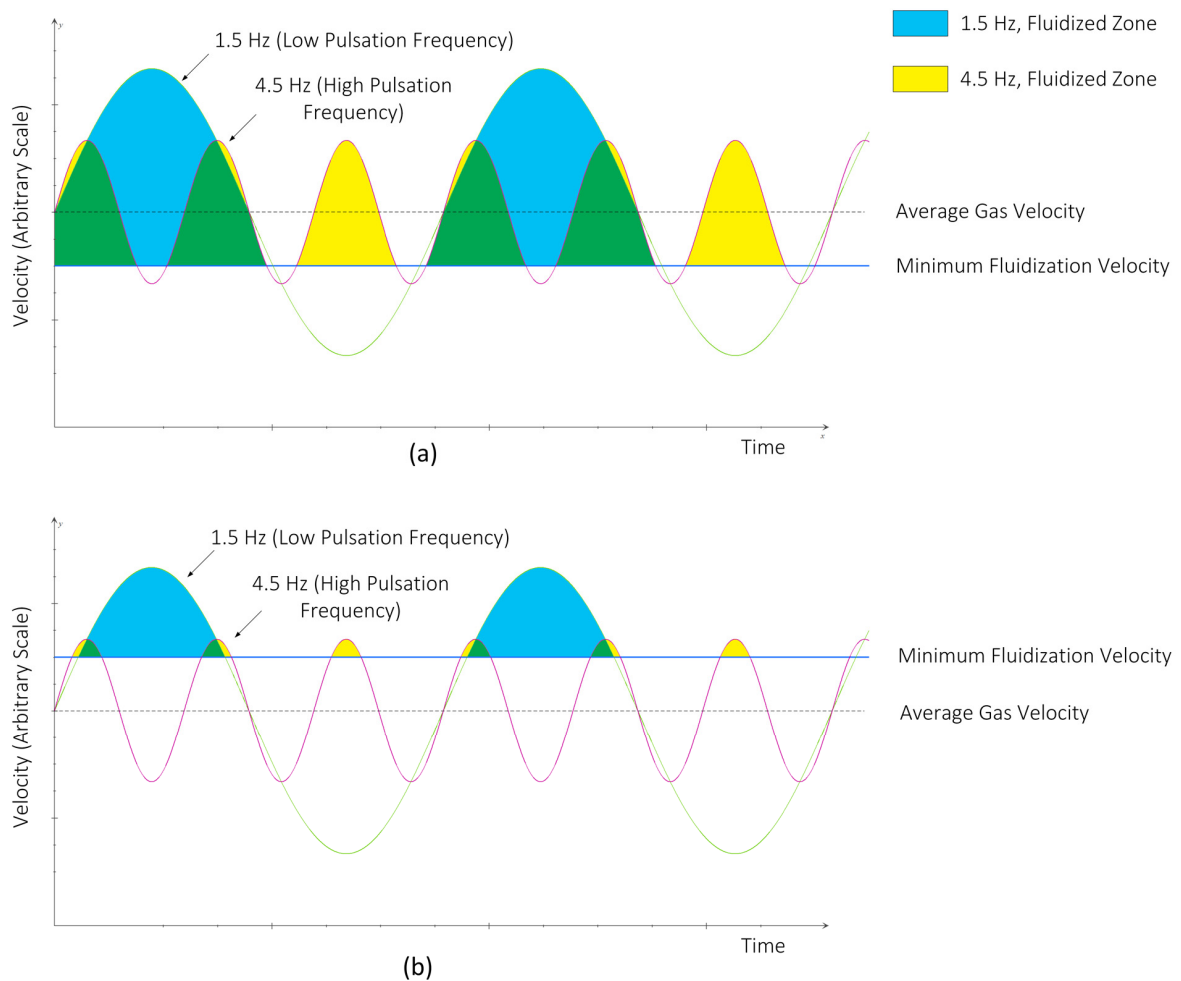 y
1.5 Hz (Low Pulsation Frequency)
4.5 Hz (High Pulsation
Frequency)
1.5 Hz, Fluidized Zone
4.5 Hz, Fluidized Zone
Velocity (Arbitrary Scale)
Average Gas Velocity
Minimum Fluidization Velocity
x
Time
(a)
y
1.5 Hz (Low Pulsation Frequency)
4.5 Hz (High Pulsation
Frequency)
Velocity (Arbitrary Scale)
Minimum Fluidization Velocity
Average Gas Velocity
Time
(b)